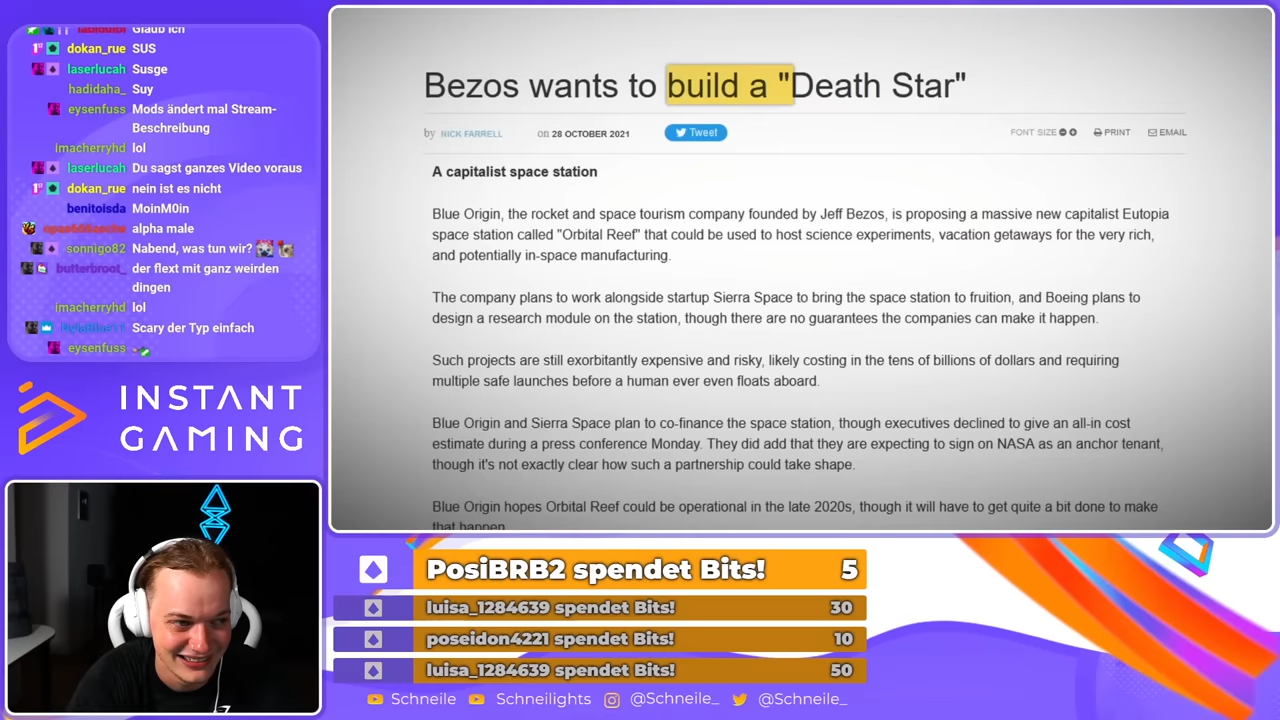 Glaub ich
dokan_rue SUS
laserlucah Susge
hadidaha_ Suy
eysenfuss Mods ändert mal Stream-
Beschreibung
imacherryhd lol
laserlucah Du sagst ganzes Video voraus
dokan_rue nein ist es nicht
benitoisda MoinM0in
alpha male
sonnigo82 Nabend, was tun wir?
butterbroot_ der flext mit ganz weirden
dingen
imacherryhd lol
Scary der Typ einfach
eysenfuss
INSTANT
GAMING
Bezos wants to build a "Death Star"
by NICK FARRELL on 28 OCTOBER 2021 Tweet FONT SIZE PRINT EMAIL
A capitalist space station
Blue Origin, the rocket and space tourism company founded by Jeff Bezos, is proposing a massive new capitalist Eutopia
space station called "Orbital Reef" that could be used to host science experiments, vacation getaways for the very rich,
and potentially in-space manufacturing.
The company plans to work alongside startup Sierra Space to bring the space station to fruition, and Boeing plans to
design a research module on the station, though there are no guarantees the companies can make it happen.
Such projects are still exorbitantly expensive and risky, likely costing in the tens of billions of dollars and requiring
multiple safe launches before a human ever even floats aboard.
Blue Origin and Sierra Space plan to co-finance the space station, though executives declined to give an all-in cost
estimate during a press conference Monday. They did add that they are expecting to sign on NASA as an anchor tenant,
though it's not exactly clear how such a partnership could take shape.
Blue Origin hopes Orbital Reef could be operational in the late 2020s, though it will have to get quite a bit done to make
that happen
PosiBRB2 spendet Bits! 5
luisa_1284639 spendet Bits! 30
poseidon4221 spendet Bits! 10
luisa_1284639 spendet Bits! 50
Schneile Schneilights @Schneile_ @Schneile_